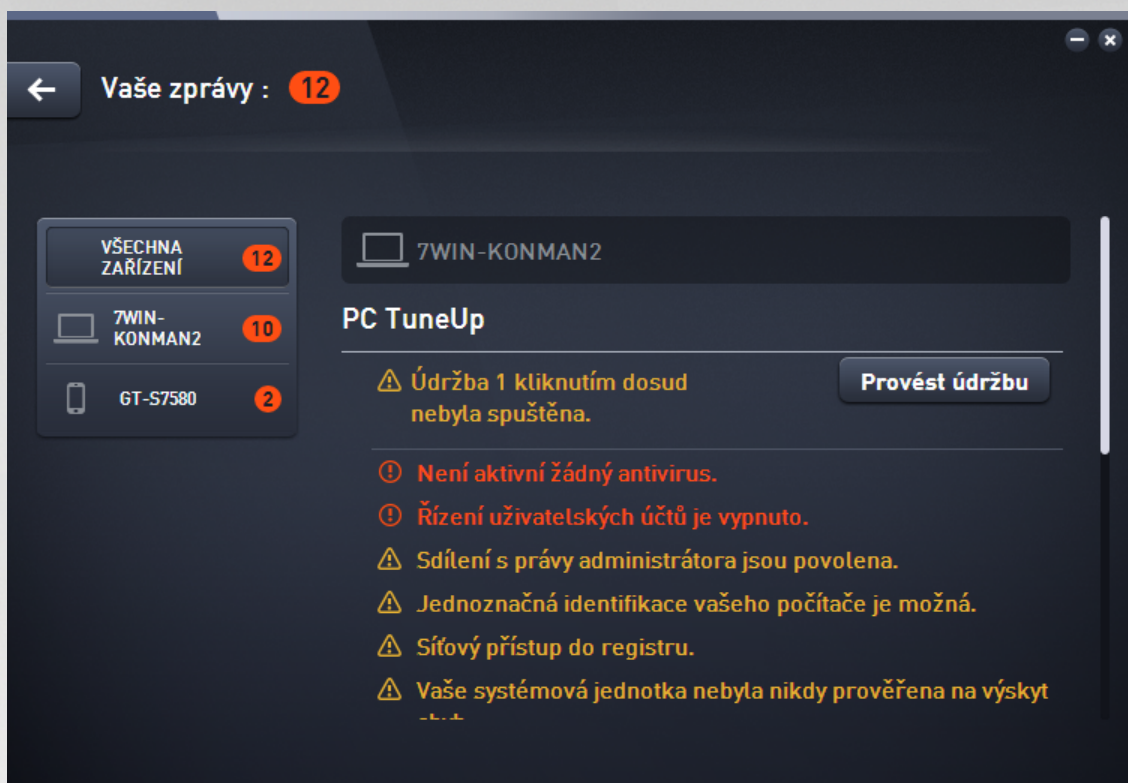 Vaše zprávy : 12
VŠECHNA
ZAŘÍZENÍ
12
7WIN-
KONMAN2
10
GT-S7580
2
7WIN-KONMAN2
PC TuneUp
Údržba 1 kliknutím dosud
nebyla spuštěna.
Provést údržbu
Není aktivní žádný antivirus.
Řízení uživatelských účtů je vypnuto.
Sdílení s právy administrátora jsou povolena.
Jednoznačná identifikace vašeho počítače je možná.
Síťový přístup do registru.
Vaše systémová jednotka nebyla nikdy prověřena na výskyt